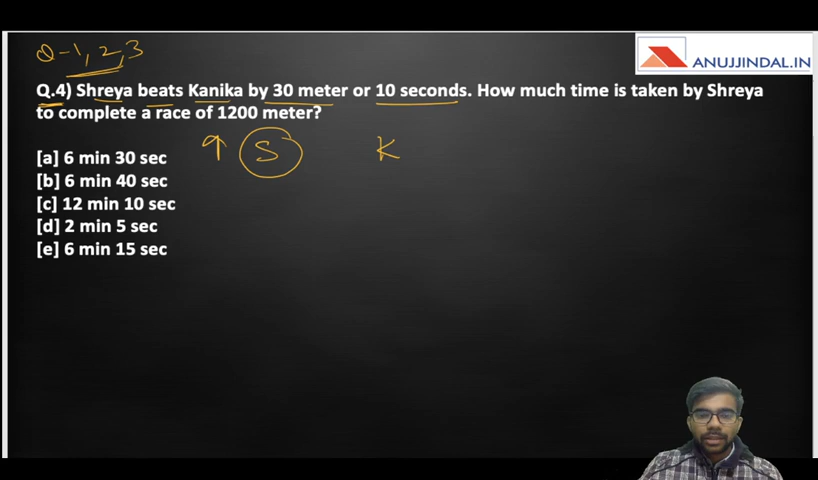 Q-1, 2, 3
ANUJJINDAL.IN
Q.4) Shreya beats Kanika by 30 meter or 10 seconds. How much time is taken by Shreya
to complete a race of 1200 meter?
↑ S K
[a] 6 min 30 sec
[b] 6 min 40 sec
[c] 12 min 10 sec
[d] 2 min 5 sec
[e] 6 min 15 sec